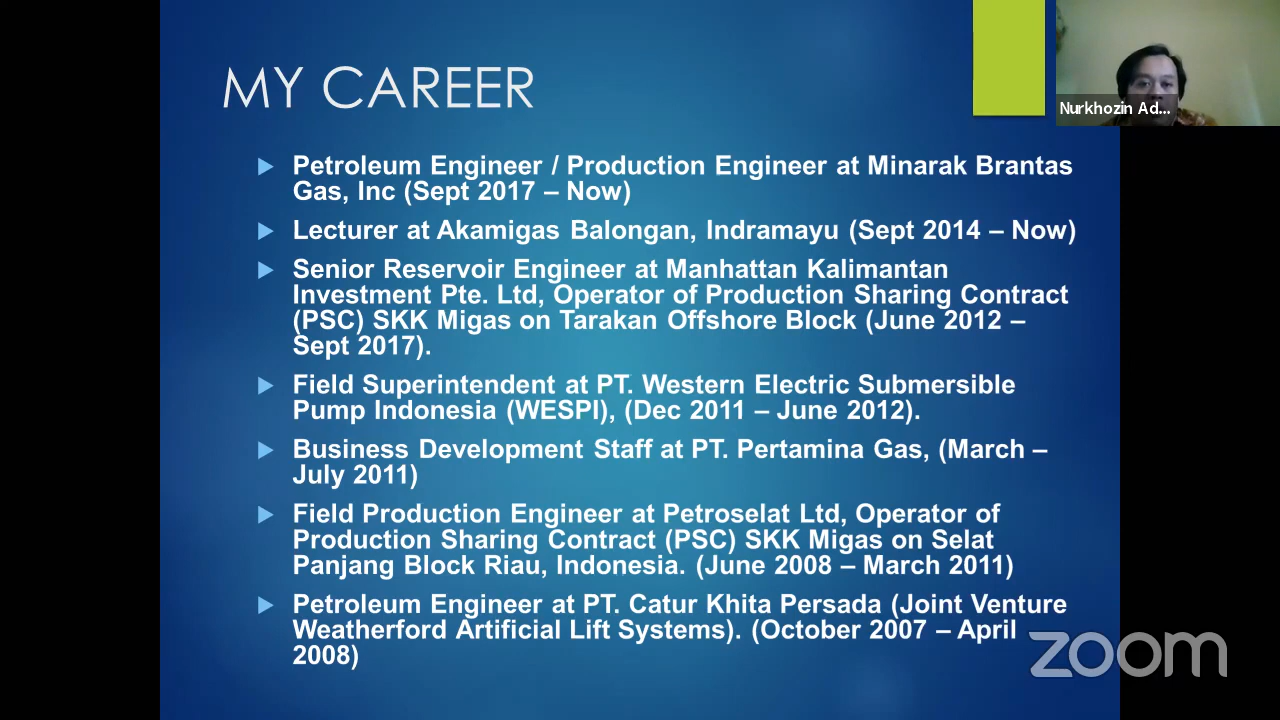 MY CAREER
Nurkhozin Ad...
Petroleum Engineer / Production Engineer at Minarak Brantas
Gas, Inc (Sept 2017 – Now)
Lecturer at Akamigas Balongan, Indramayu (Sept 2014 – Now)
Senior Reservoir Engineer at Manhattan Kalimantan
Investment Pte. Ltd, Operator of Production Sharing Contract
(PSC) SKK Migas on Tarakan Offshore Block (June 2012 –
Sept 2017).
Field Superintendent at PT. Western Electric Submersible
Pump Indonesia (WESPI), (Dec 2011 – June 2012).
Business Development Staff at PT. Pertamina Gas, (March –
July 2011)
Field Production Engineer at Petroselat Ltd, Operator of
Production Sharing Contract (PSC) SKK Migas on Selat
Panjang Block Riau, Indonesia. (June 2008 – March 2011)
Petroleum Engineer at PT. Catur Khita Persada (Joint Venture
Weatherford Artificial Lift Systems). (October 2007 – April
2008)
zoom